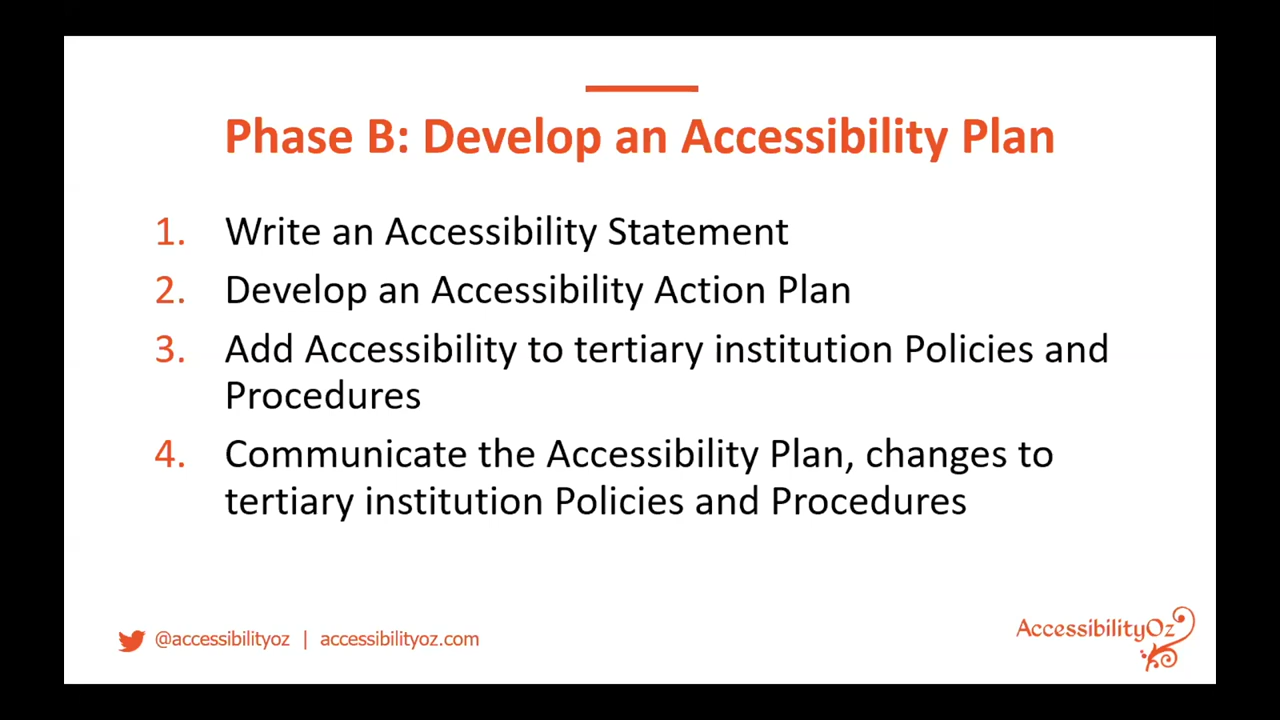 Phase B: Develop an Accessibility Plan
1. Write an Accessibility Statement
2. Develop an Accessibility Action Plan
3. Add Accessibility to tertiary institution Policies and
Procedures
4. Communicate the Accessibility Plan, changes to
tertiary institution Policies and Procedures
@accessibilityoz | accessibilityoz.com
AccessibilityOz